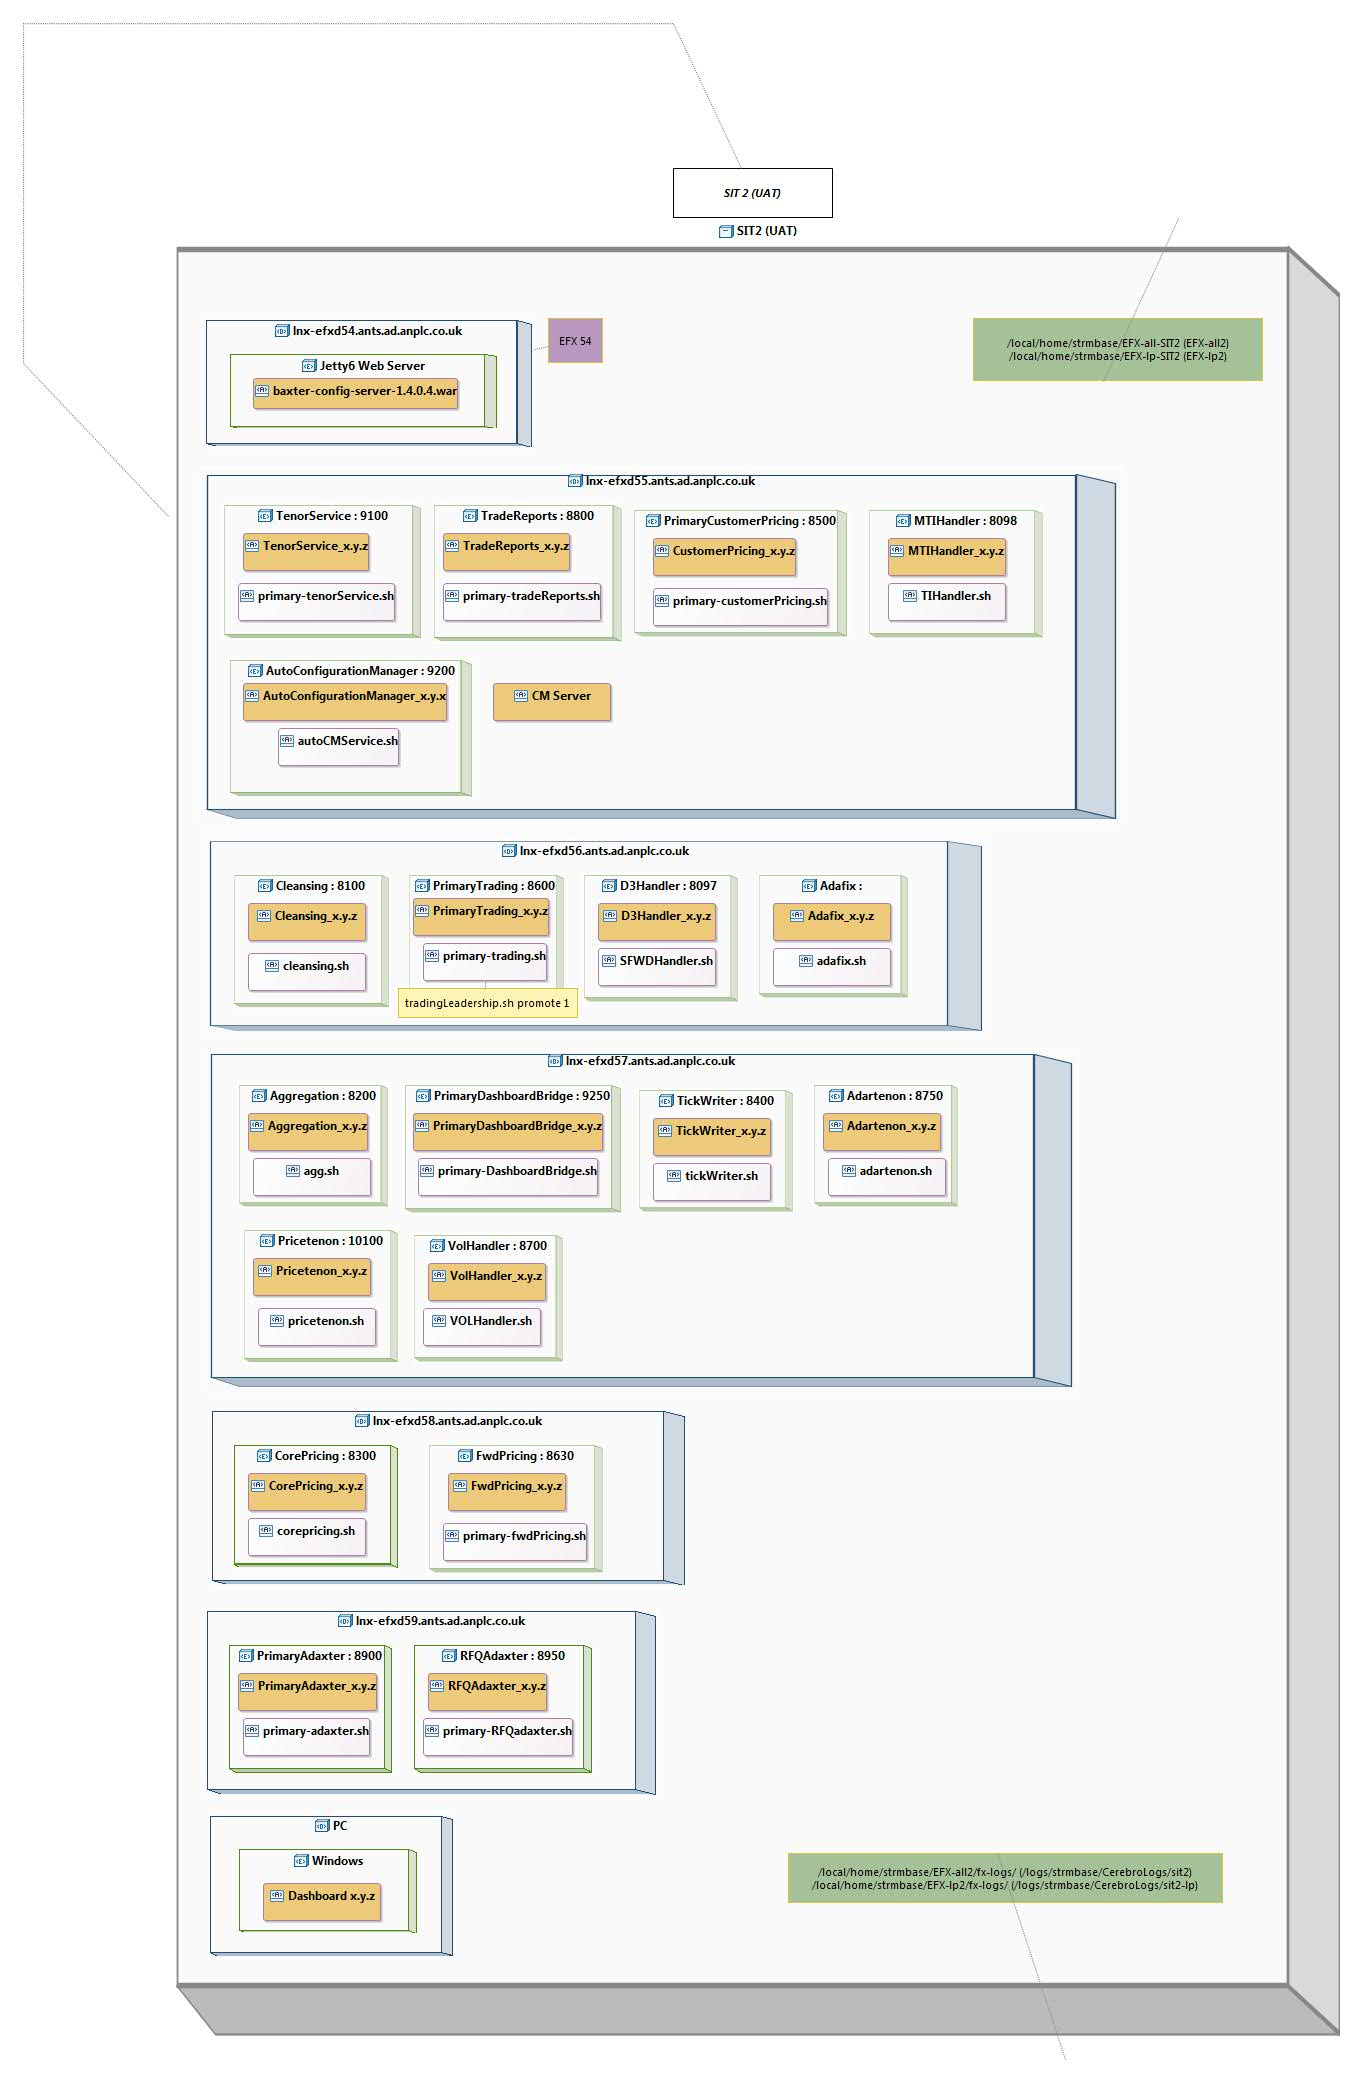 SIT 2 (UAT)
SIT2 (UAT)
lnx-efxd54.ants.ad.anplc.co.uk
EFX 54
Jetty6 Web Server
baxter-config-server-1.4.0.4.war
/local/home/strmbase/EFX-all-SIT2 (EFX-all2)
/local/home/strmbase/EFX-lp-SIT2 (EFX-lp2)
lnx-efxd55.ants.ad.anplc.co.uk
TenorService : 9100
TenorService_x.y.z
primary-tenorService.sh
TradeReports : 8800
TradeReports_x.y.z
primary-tradeReports.sh
PrimaryCustomerPricing : 8500
CustomerPricing_x.y.z
primary-customerPricing.sh
MTIHandler : 8098
MTIHandler_x.y.z
TIHandler.sh
AutoConfigurationManager : 9200
AutoConfigurationManager_x.y.x
autoCMService.sh
CM Server
lnx-efxd56.ants.ad.anplc.co.uk
Cleansing : 8100
Cleansing_x.y.z
cleansing.sh
PrimaryTrading : 8600
PrimaryTrading_x.y.z
primary-trading.sh
tradingLeadership.sh promote 1
D3Handler : 8097
D3Handler_x.y.z
SFWDHandler.sh
Adafix :
Adafix_x.y.z
adafix.sh
lnx-efxd57.ants.ad.anplc.co.uk
Aggregation : 8200
Aggregation_x.y.z
agg.sh
PrimaryDashboardBridge : 9250
PrimaryDashboardBridge_x.y.z
primary-DashboardBridge.sh
TickWriter : 8400
TickWriter_x.y.z
tickWriter.sh
Adartenon : 8750
Adartenon_x.y.z
adartenon.sh
Pricetenon : 10100
Pricetenon_x.y.z
pricetenon.sh
VolHandler : 8700
VolHandler_x.y.z
VOLHandler.sh
lnx-efxd58.ants.ad.anplc.co.uk
CorePricing : 8300
CorePricing_x.y.z
corepricing.sh
FwdPricing : 8630
FwdPricing_x.y.z
primary-fwdPricing.sh
lnx-efxd59.ants.ad.anplc.co.uk
PrimaryAdaxter : 8900
PrimaryAdaxter_x.y.z
primary-adaxter.sh
RFQAdaxter : 8950
RFQAdaxter_x.y.z
primary-RFQadaxter.sh
PC
Windows
Dashboard x.y.z
/local/home/strmbase/EFX-all2/fx-logs/ (/logs/strmbase/CerebroLogs/sit2)
/local/home/strmbase/EFX-lp2/fx-logs/ (/logs/strmbase/CerebroLogs/sit2-lp)